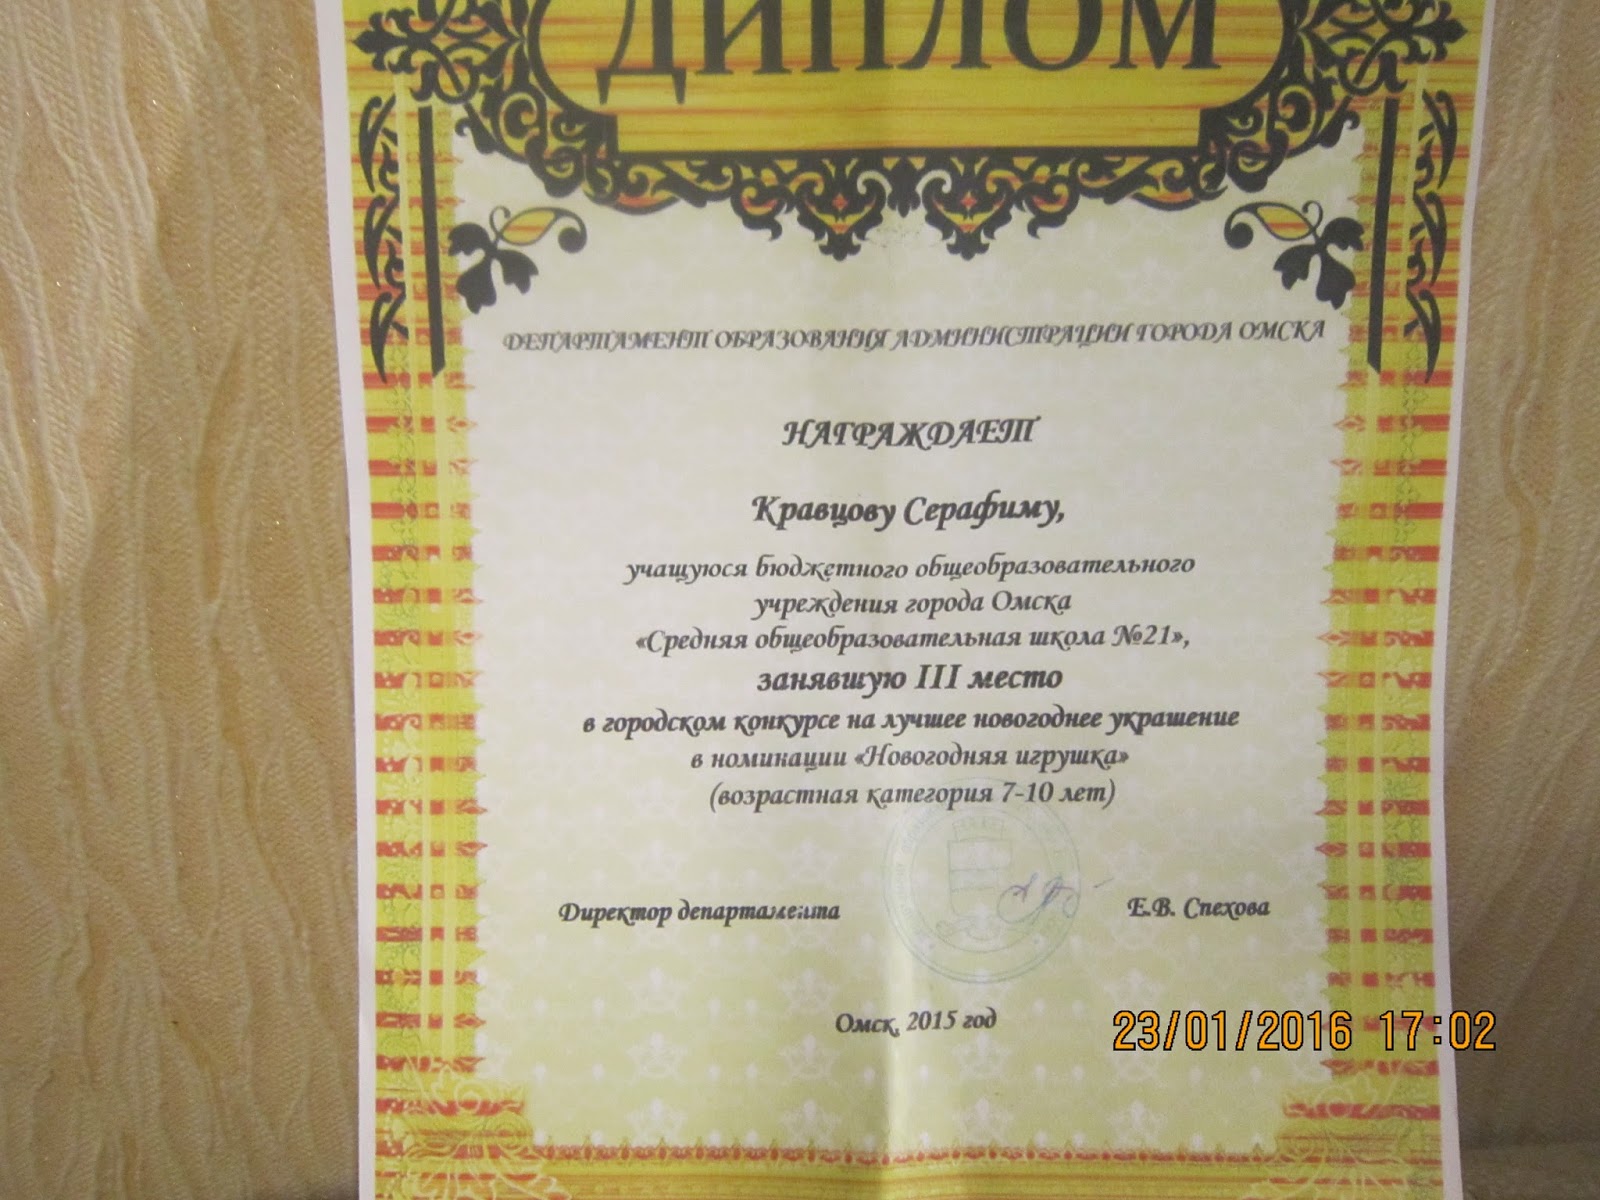 ДИПЛОМ
ДЕПАРТАМЕНТ ОБРАЗОВАНИЯ АДМИНИСТРАЦИИ ГОРОДА ОМСКА
НАГРАЖДАЕТ
Кравцову Серафиму,
учащуюся бюджетного общеобразовательного
учреждения города Омска
«Средняя общеобразовательная школа №21»,
занявшую III место
в городском конкурсе на лучшее новогоднее украшение
в номинации «Новогодняя игрушка»
(возрастная категория 7-10 лет)
Директор департамента Е.В. Спехова
Омск, 2015 год
23/01/2016 17:02